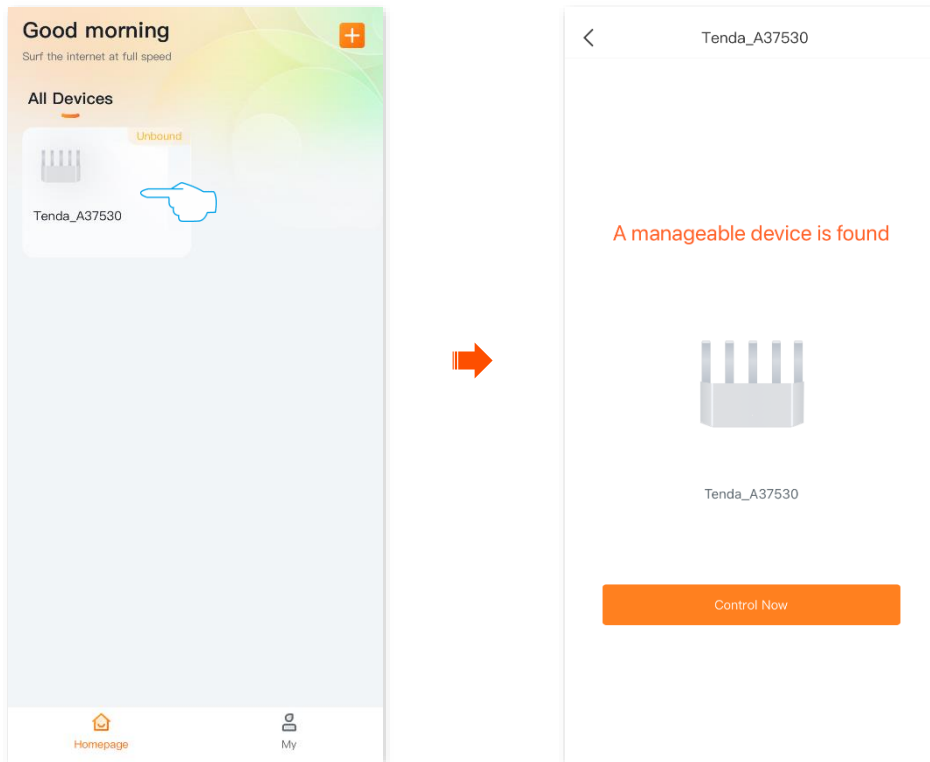 Good morning
Surf the internet at full speed
All Devices
Unbound
Tenda_A37530
Homepage
My
Tenda_A37530
A manageable device is found
Tenda_A37530
Control Now